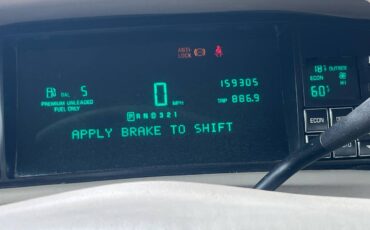 ANTI
LOCK
GAL 5
PREMIUM UNLEADED
FUEL ONLY
0 MPH
159305
TRIP 886.9
PRND321
APPLY BRAKE TO SHIFT
OUTSIDE
ECON HI
60°
ECON